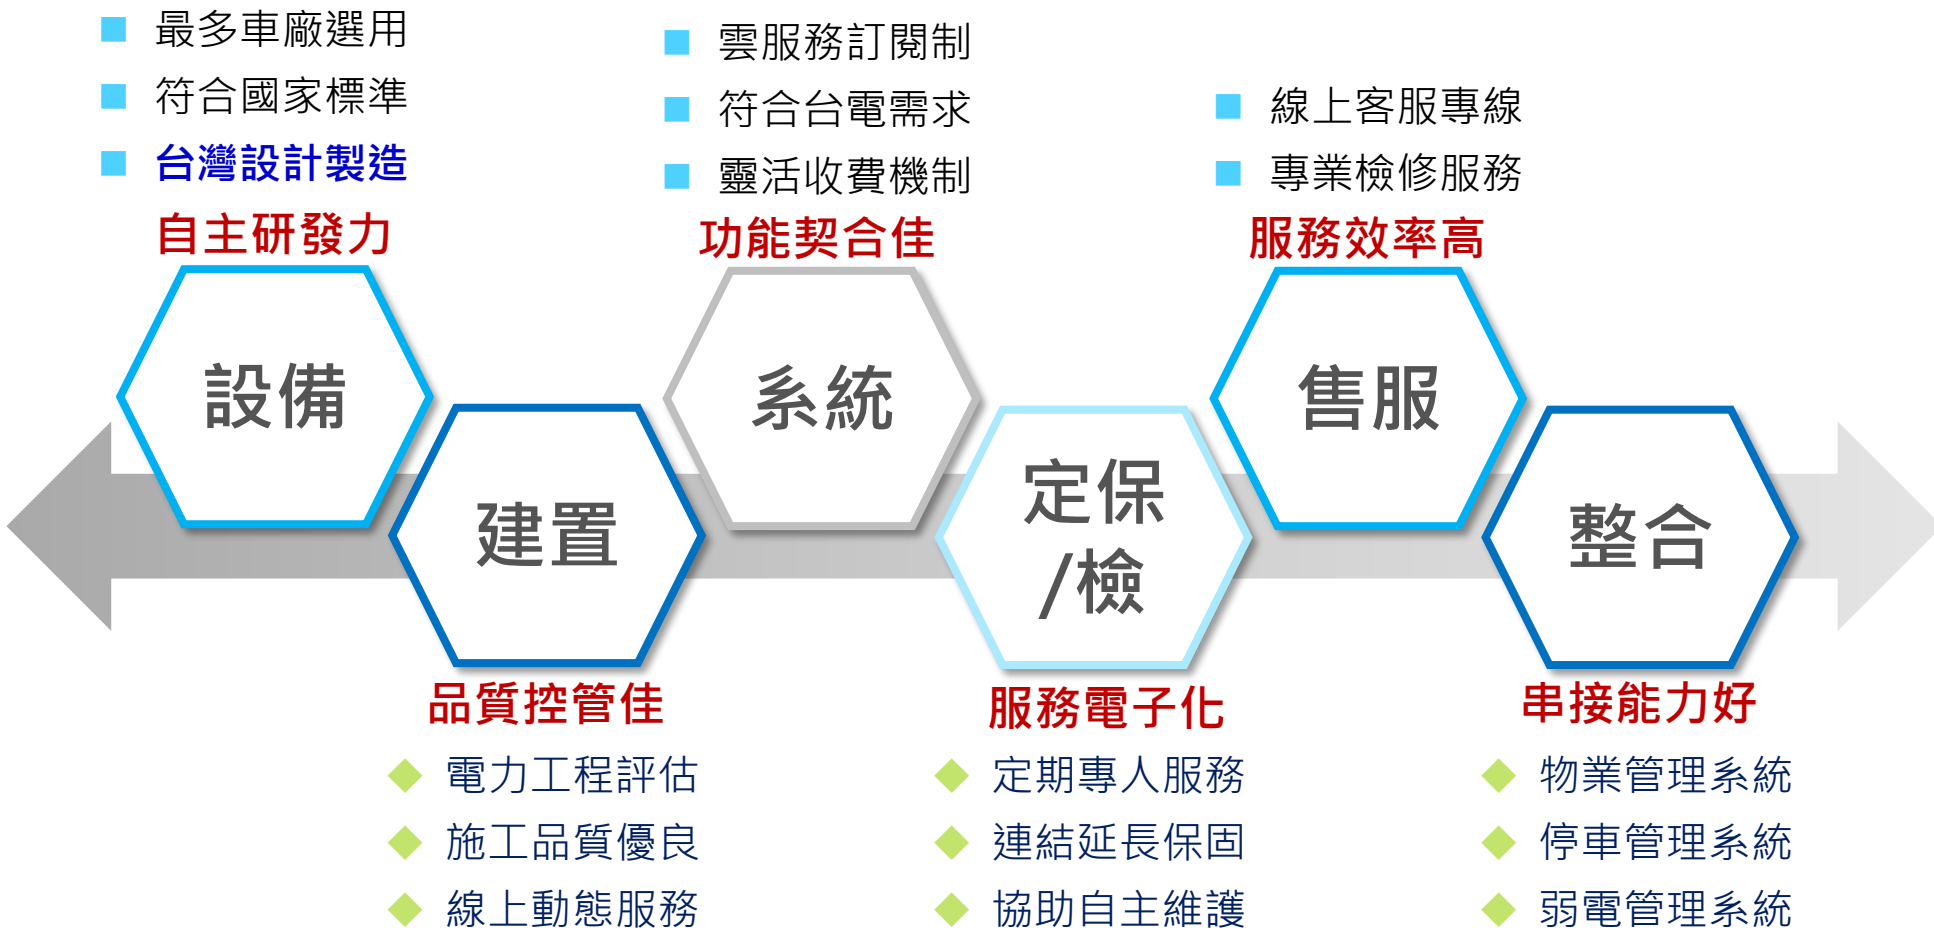 最多車廠選用
符合國家標準
台灣設計製造
自主研發力
設備
雲服務訂閱制
符合台電需求
靈活收費機制
功能契合佳
系統
線上客服專線
專業檢修服務
服務效率高
售服
建置
品質控管佳
電力工程評估
施工品質優良
線上動態服務
定保
/檢
服務電子化
定期專人服務
連結延長保固
協助自主維護
整合
串接能力好
物業管理系統
停車管理系統
弱電管理系統